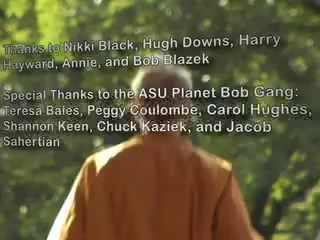 Thanks to Nikki Black, Hugh Downs, Harry
Hayward, Annie, and Bob Blazek
Special Thanks to the ASU Planet Bob Gang:
Teresa Bales, Peggy Coulombe, Carol Hughes,
Shannon Keen, Chuck Kaziek, and Jacob
Sahertian